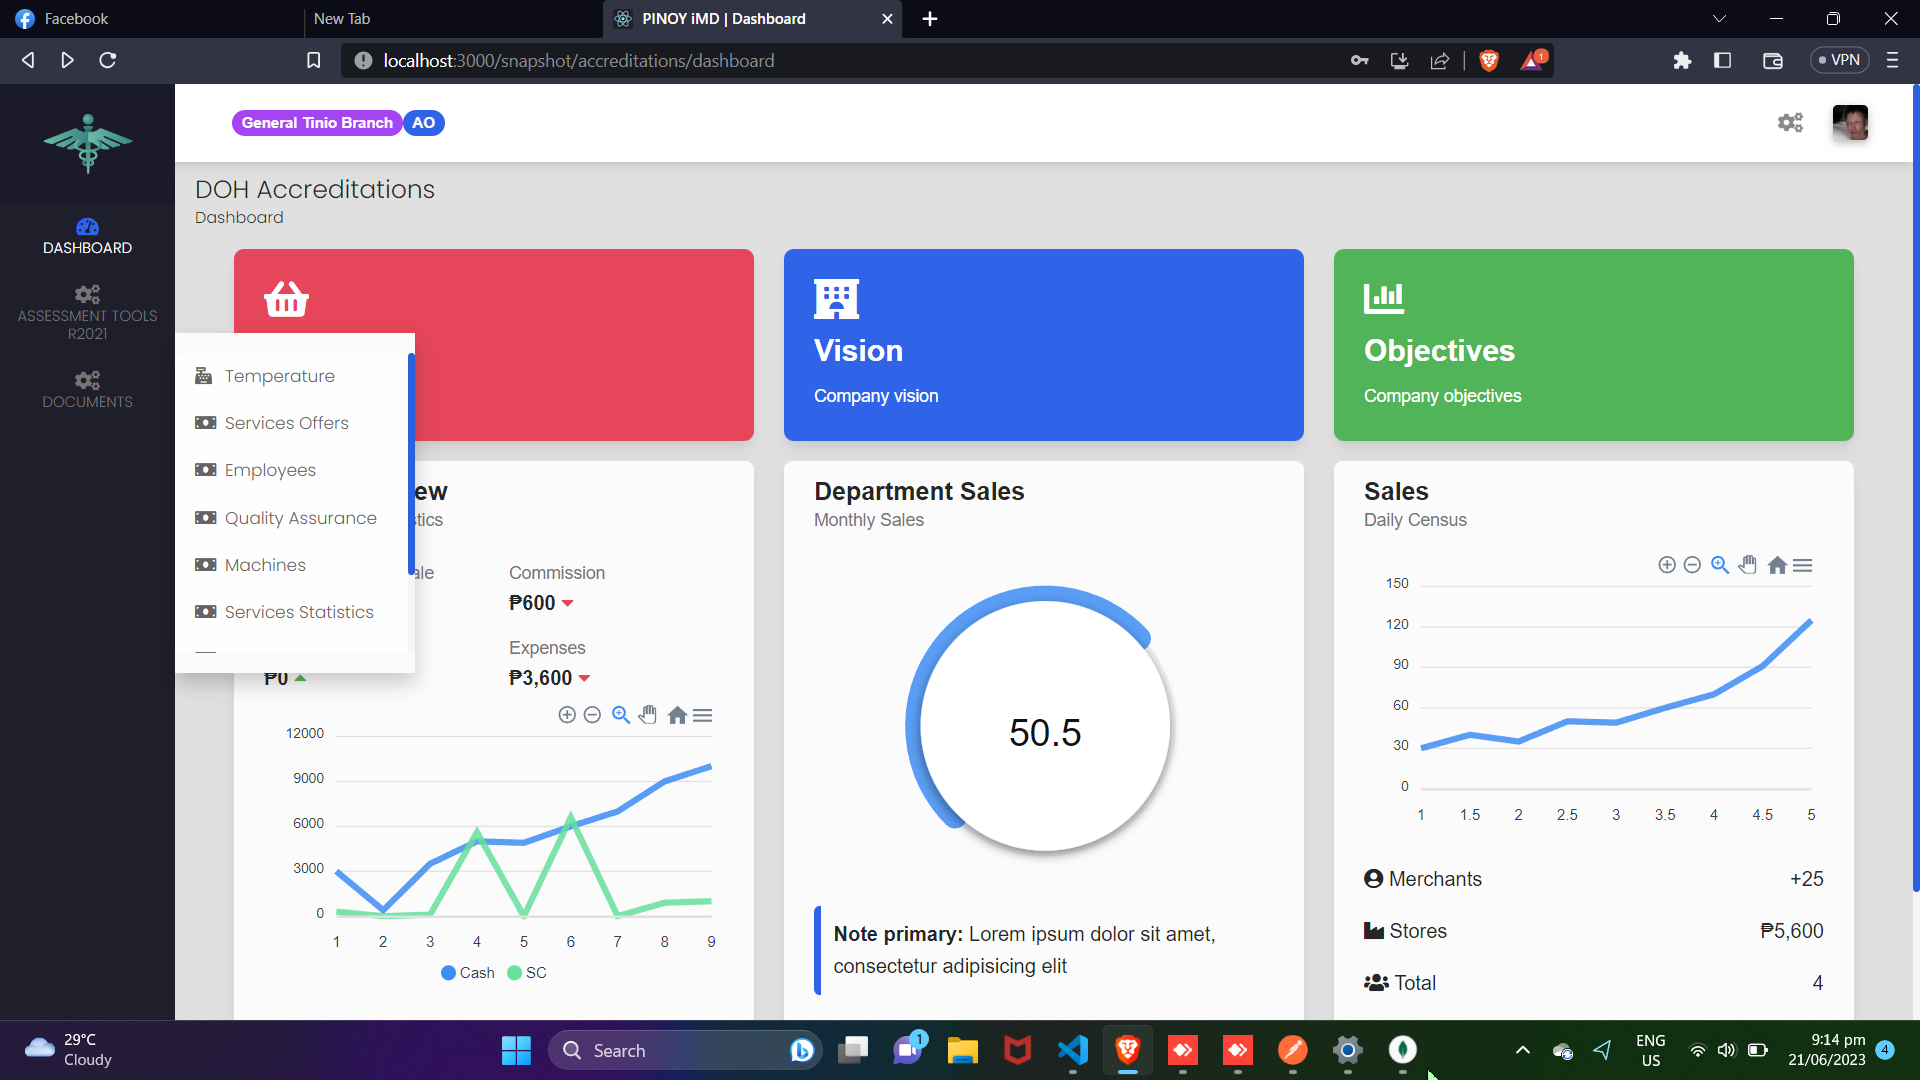 Facebook
New Tab
PINOY iMD | Dashboard
localhost:3000/snapshot/accreditations/dashboard
1
VPN
General Tinio Branch
AO
DOH Accreditations
Dashboard
DASHBOARD
ASSESSMENT TOOLS
R2021
DOCUMENTS
Temperature
Services Offers
Employees
Quality Assurance
Machines
Services Statistics
Vision
Company vision
Objectives
Company objectives
ew
stics
ale
Commission
₱600
Expenses
₱0
₱3,600
12000
9000
6000
3000
0
1 2 3 4 5 6 7 8 9
Cash SC
Department Sales
Monthly Sales
50.5
Note primary: Lorem ipsum dolor sit amet,
consectetur adipisicing elit
Sales
Daily Census
150
120
90
60
30
0
1 1.5 2 2.5 3 3.5 4 4.5 5
Merchants +25
Stores ₱5,600
Total 4
29°C
Cloudy
Search
1
ENG
US
9:14 pm
21/06/2023
4